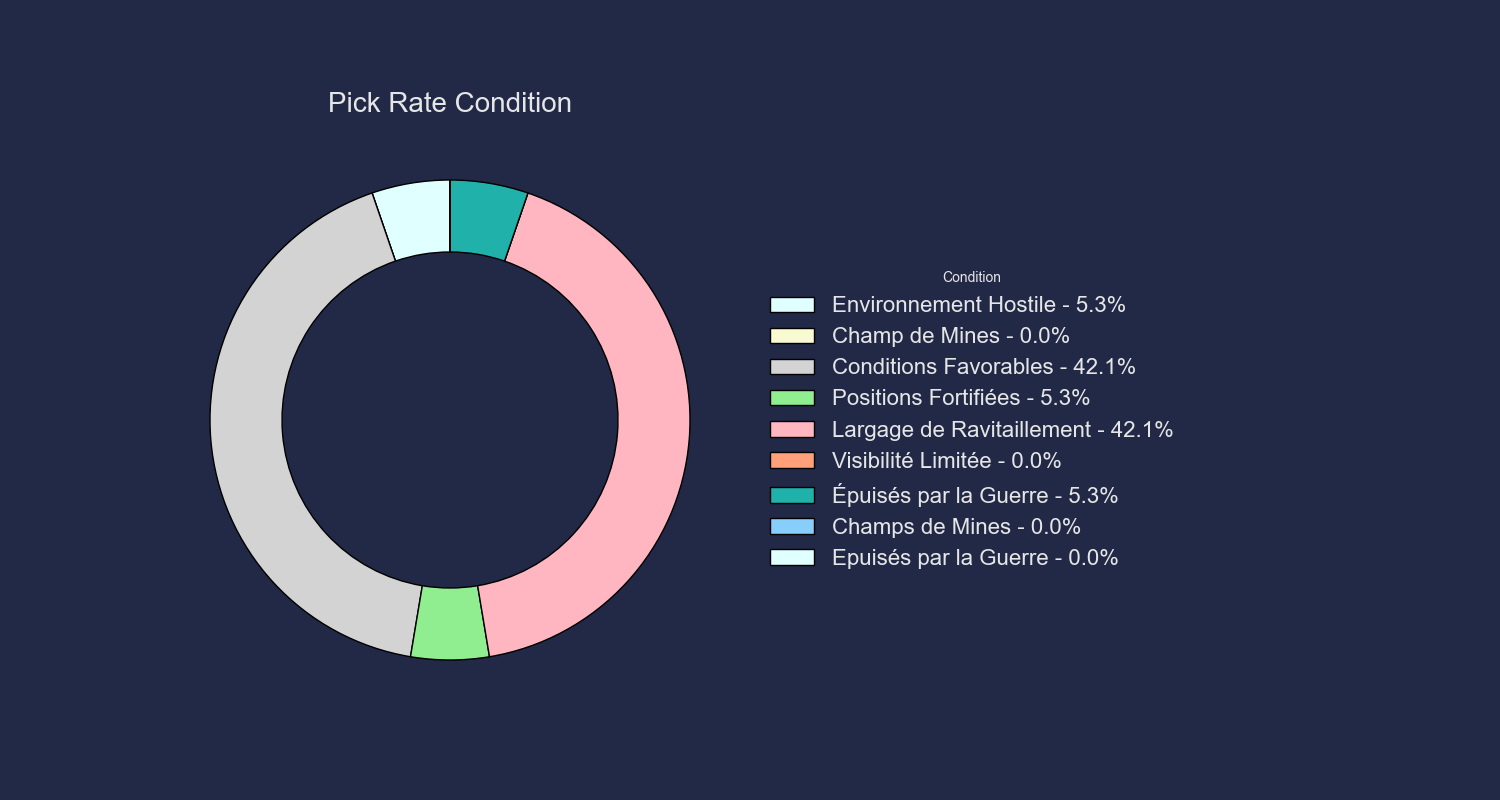 Pick Rate Condition
Condition
Environnement Hostile - 5.3%
Champ de Mines - 0.0%
Conditions Favorables - 42.1%
Positions Fortifiées - 5.3%
Largage de Ravitaillement - 42.1%
Visibilité Limitée - 0.0%
Épuisés par la Guerre - 5.3%
Champs de Mines - 0.0%
Epuisés par la Guerre - 0.0%